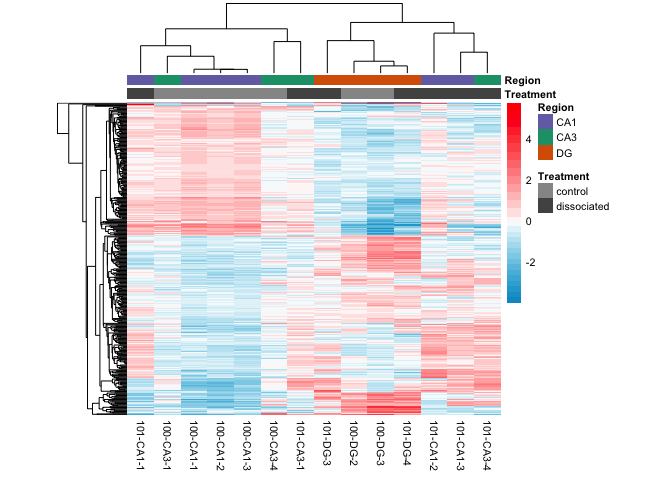 Region
Treatment
4
2
0
-2
Region
CA1
CA3
DG
Treatment
control
dissociated
101-CA1-1
100-CA3-1
100-CA1-1
100-CA1-2
100-CA1-3
100-CA3-4
101-CA3-1
101-DG-3
100-DG-2
100-DG-3
101-DG-4
101-CA1-2
101-CA1-3
101-CA3-4